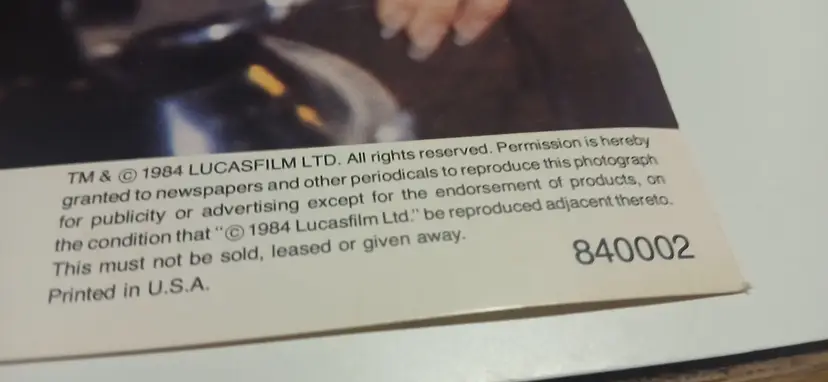 TM & © 1984 LUCASFILM LTD. All rights reserved. Permission is hereby
granted to newspapers and other periodicals to reproduce this photograph
for publicity or advertising except for the endorsement of products, on
the condition that "© 1984 Lucasfilm Ltd." be reproduced adjacent thereto.
This must not be sold, leased or given away.
Printed in U.S.A.
840002